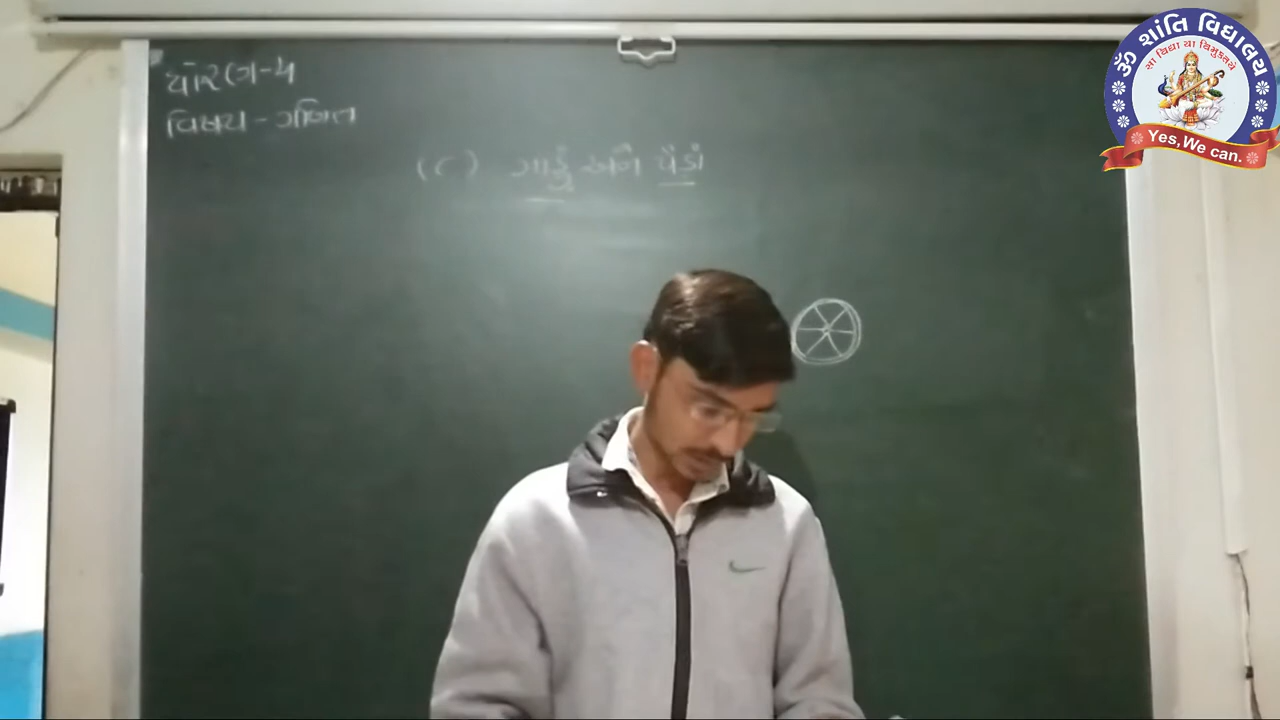 ધોરણ-4
વિષય - ગણિત
(૮) ગાડું અને પૈડાં
ૐ શાંતિ વિદ્યાલય
સા વિદ્યા યા વિમુક્તયે
Yes, We can.